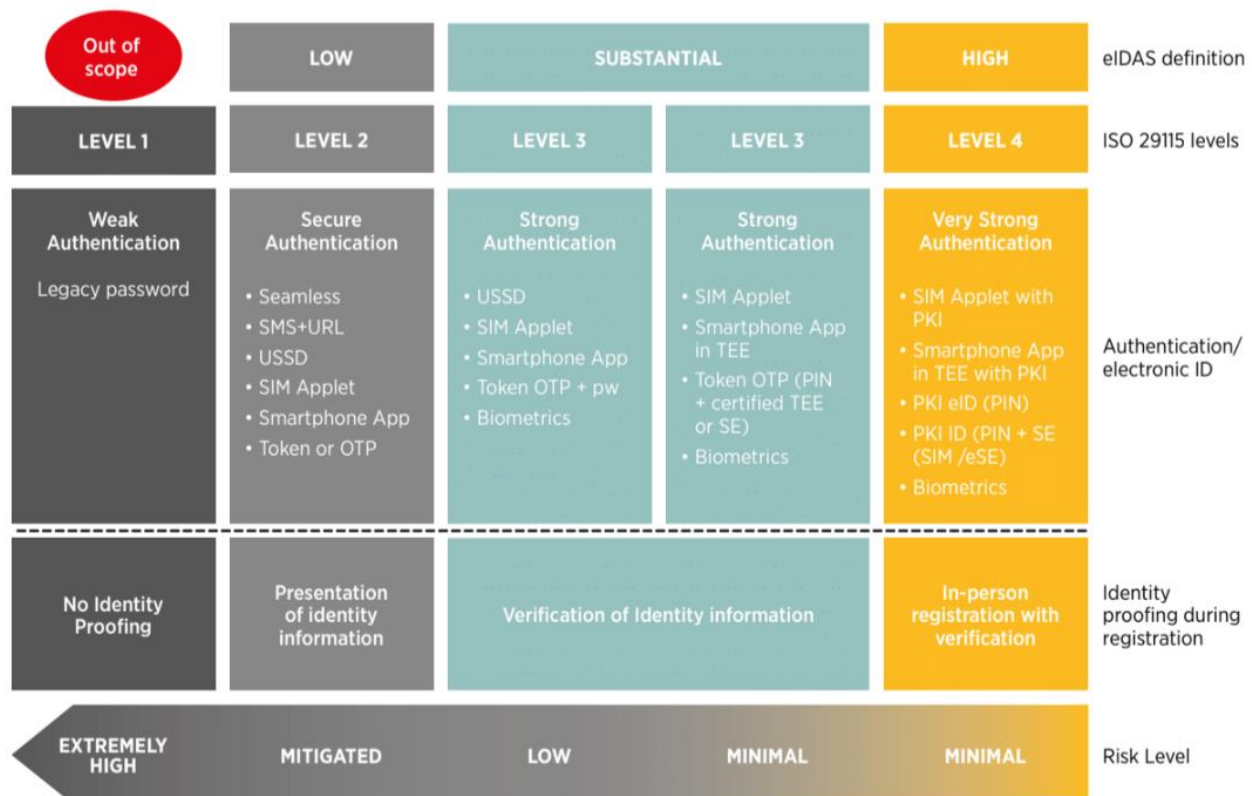 Out of
scope
LOW
SUBSTANTIAL
HIGH
eIDAS definition
LEVEL 1
LEVEL 2
LEVEL 3
LEVEL 3
LEVEL 4
ISO 29115 levels
Weak
Authentication
Legacy password
Secure
Authentication
• Seamless
• SMS+URL
• USSD
• SIM Applet
• Smartphone App
• Token or OTP
Strong
Authentication
• USSD
• SIM Applet
• Smartphone App
• Token OTP + pw
• Biometrics
Strong
Authentication
• SIM Applet
• Smartphone App
in TEE
• Token OTP (PIN
+ certified TEE
or SE)
• Biometrics
Very Strong
Authentication
• SIM Applet with
PKI
• Smartphone App
in TEE with PKI
• PKI eID (PIN)
• PKI ID (PIN + SE
(SIM /eSE)
• Biometrics
Authentication/
electronic ID
No Identity
Proofing
Presentation
of identity
information
Verification of Identity information
In-person
registration with
verification
Identity
proofing during
registration
EXTREMELY
HIGH
MITIGATED
LOW
MINIMAL
MINIMAL
Risk Level